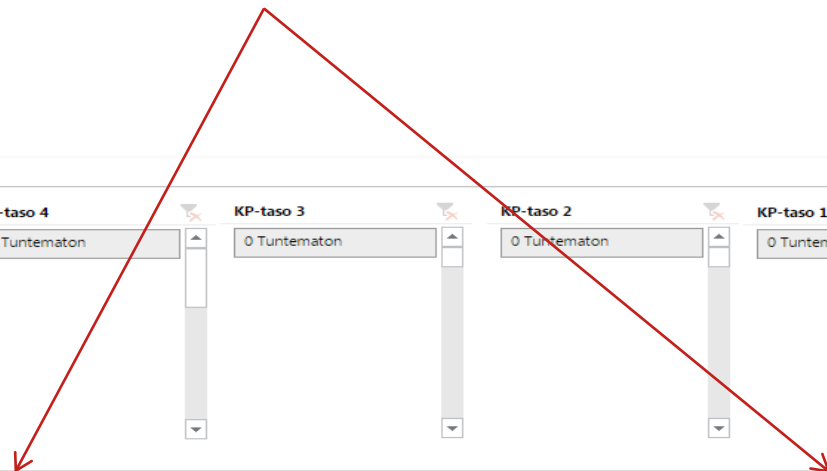 -taso 4
KP-taso 3
KP-taso 2
KP-taso 1
Tuntematon
0 Tuntematon
0 Tuntematon
0 Tunten